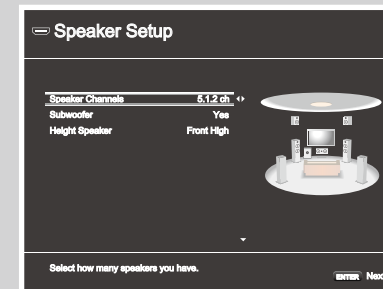 Speaker Setup
Speaker Channels 5.1.2 ch
Subwoofer Yes
Height Speaker Front High
Select how many speakers you have.
ENTER Next